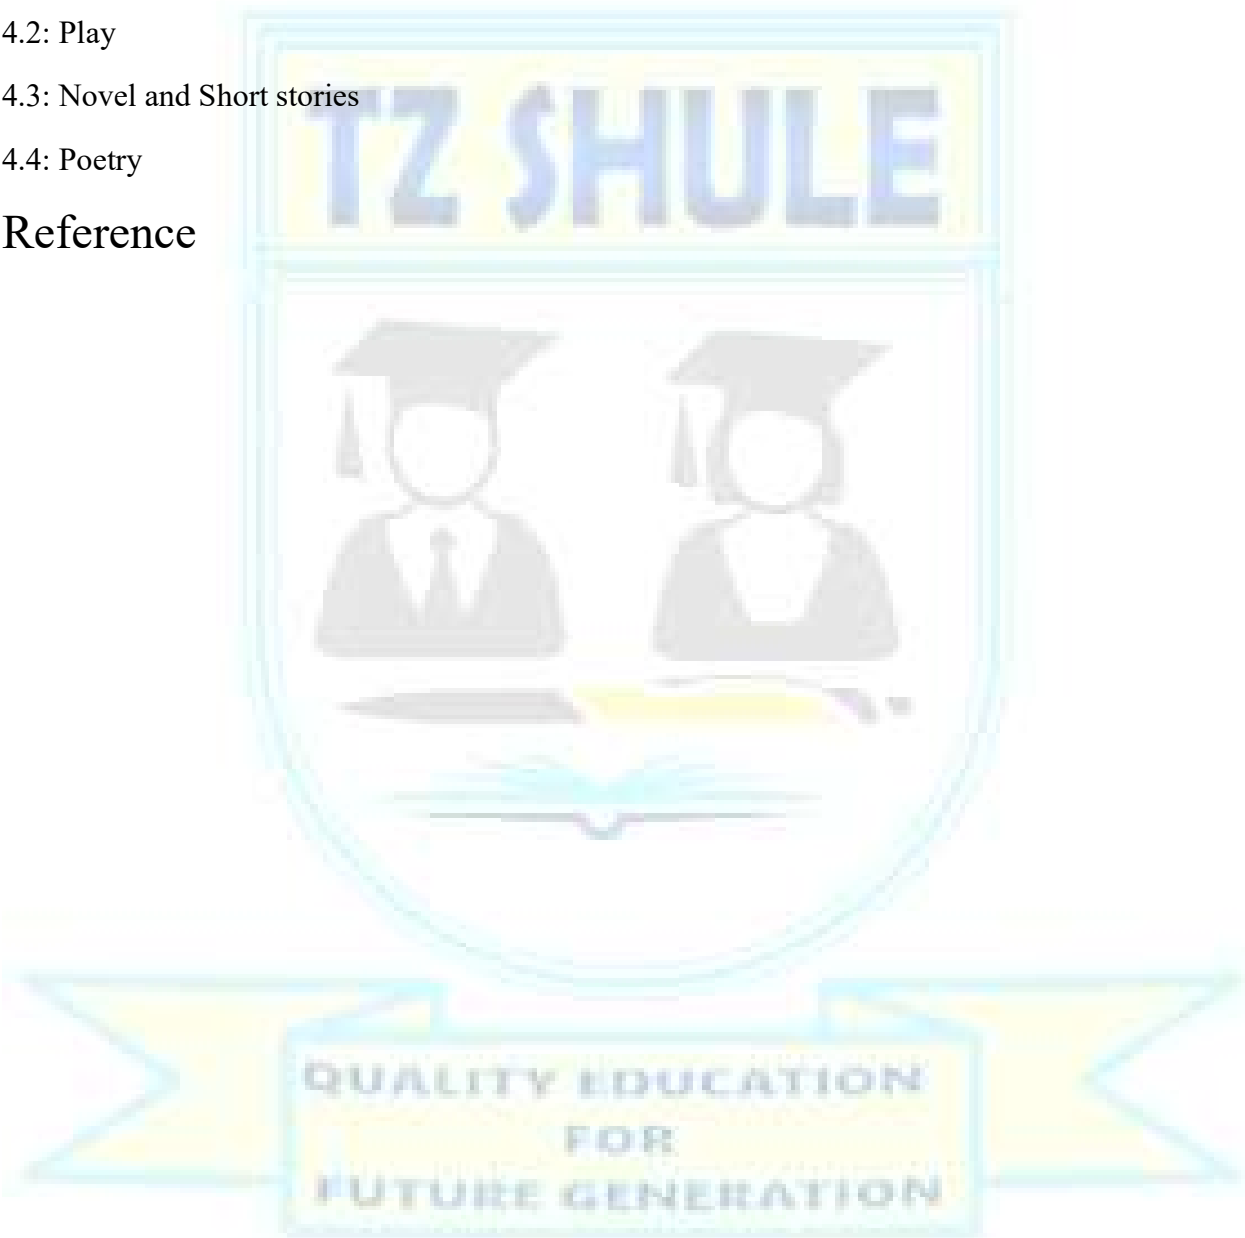 4.2: Play
4.3: Novel and Short stories
4.4: Poetry
Reference
TZ SHULE
QUALITY EDUCATION
FOR
FUTURE GENERATION